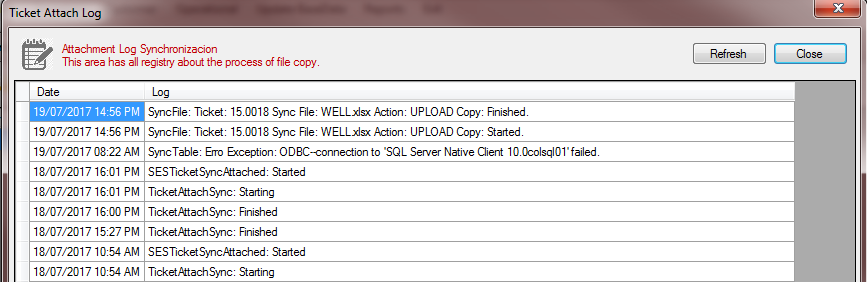 Ticket Attach Log
Attachment Log Synchronizacion
This area has all registry about the process of file copy.
Refresh
Close
Date Log
19/07/2017 14:56 PM SyncFile: Ticket: 15.0018 Sync File: WELL.xlsx Action: UPLOAD Copy: Finished.
19/07/2017 14:56 PM SyncFile: Ticket: 15.0018 Sync File: WELL.xlsx Action: UPLOAD Copy: Started.
19/07/2017 08:22 AM SyncTable: Erro Exception: ODBC--connection to 'SQL Server Native Client 10.0colsql01' failed.
18/07/2017 16:01 PM SESTicketSyncAttached: Started
18/07/2017 16:01 PM TicketAttachSync: Starting
18/07/2017 16:00 PM TicketAttachSync: Finished
18/07/2017 15:27 PM TicketAttachSync: Finished
18/07/2017 10:54 AM SESTicketSyncAttached: Started
18/07/2017 10:54 AM TicketAttachSync: Starting